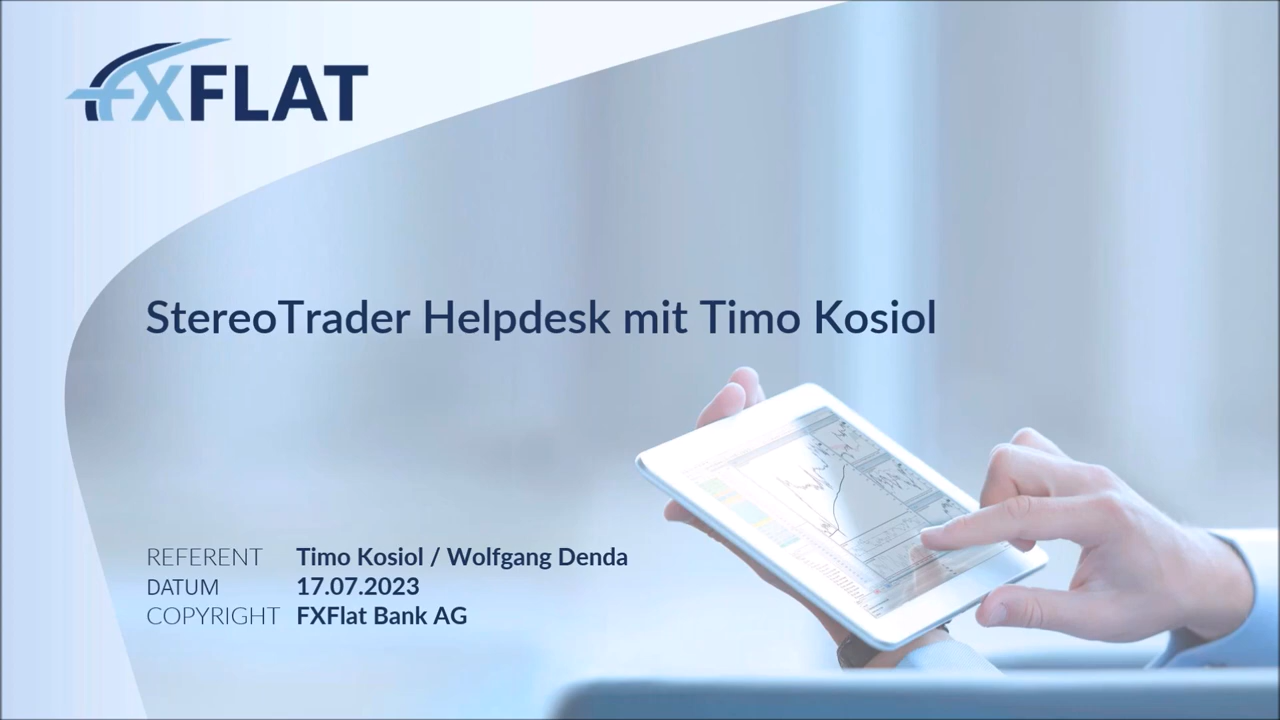 FXFLAT
StereoTrader Helpdesk mit Timo Kosiol
REFERENT Timo Kosiol / Wolfgang Denda
DATUM 17.07.2023
COPYRIGHT FXFlat Bank AG